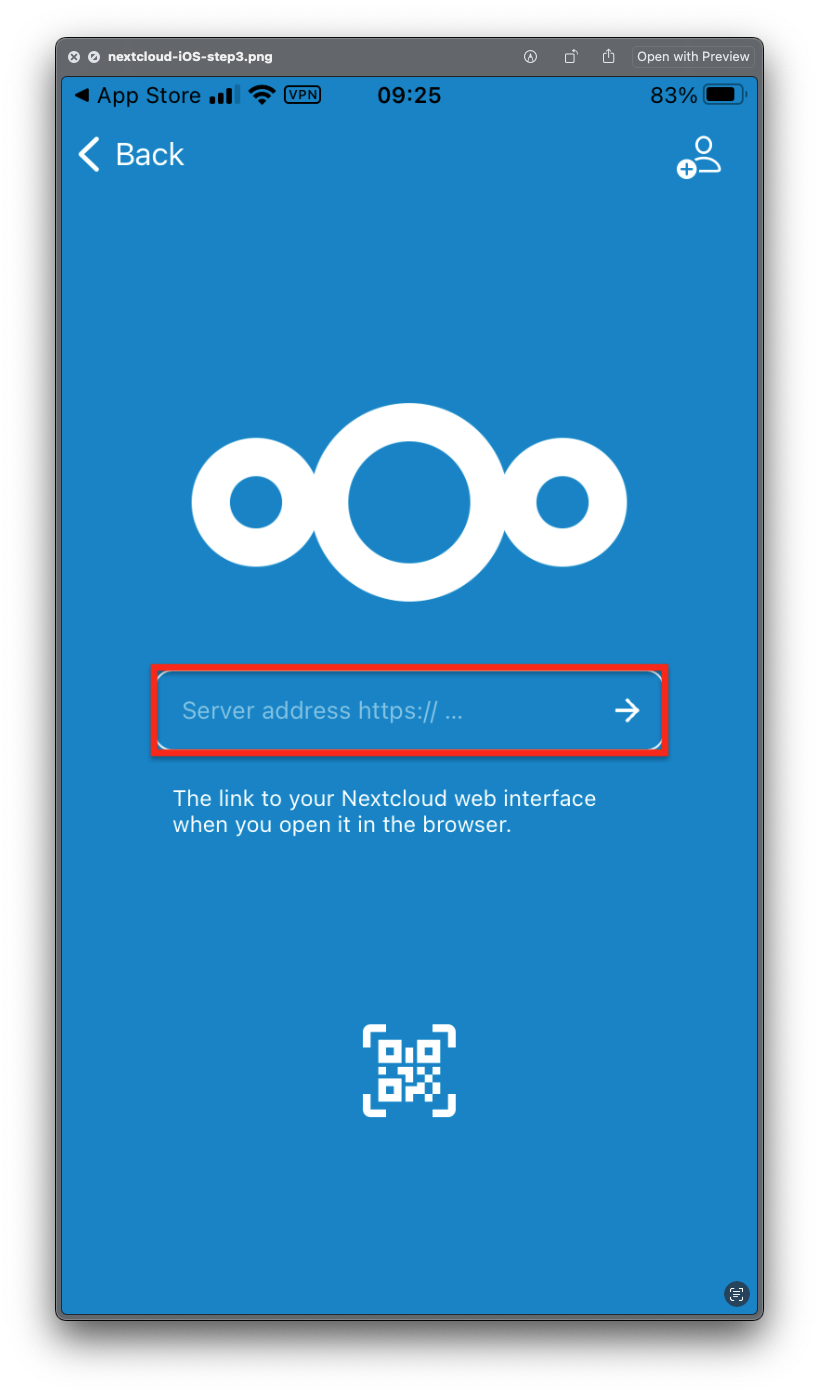 nextcloud-iOS-step3.png
Open with Preview
App Store
VPN
09:25
83%
Back
Server address https:// ...
The link to your Nextcloud web interface
when you open it in the browser.